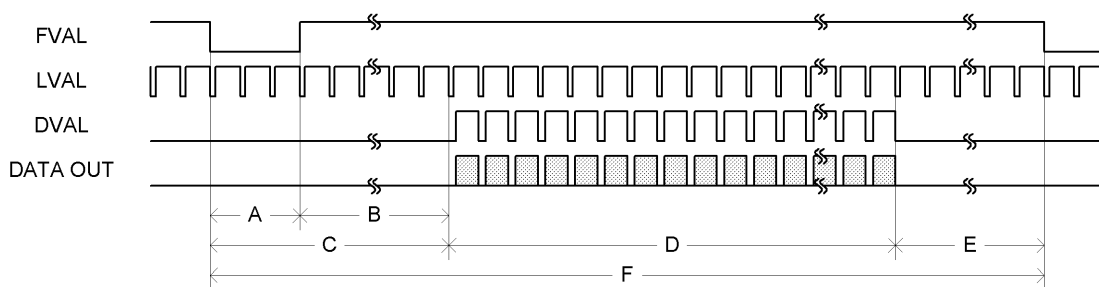 FVAL
LVAL
DVAL
DATA OUT
A B
C D E
F